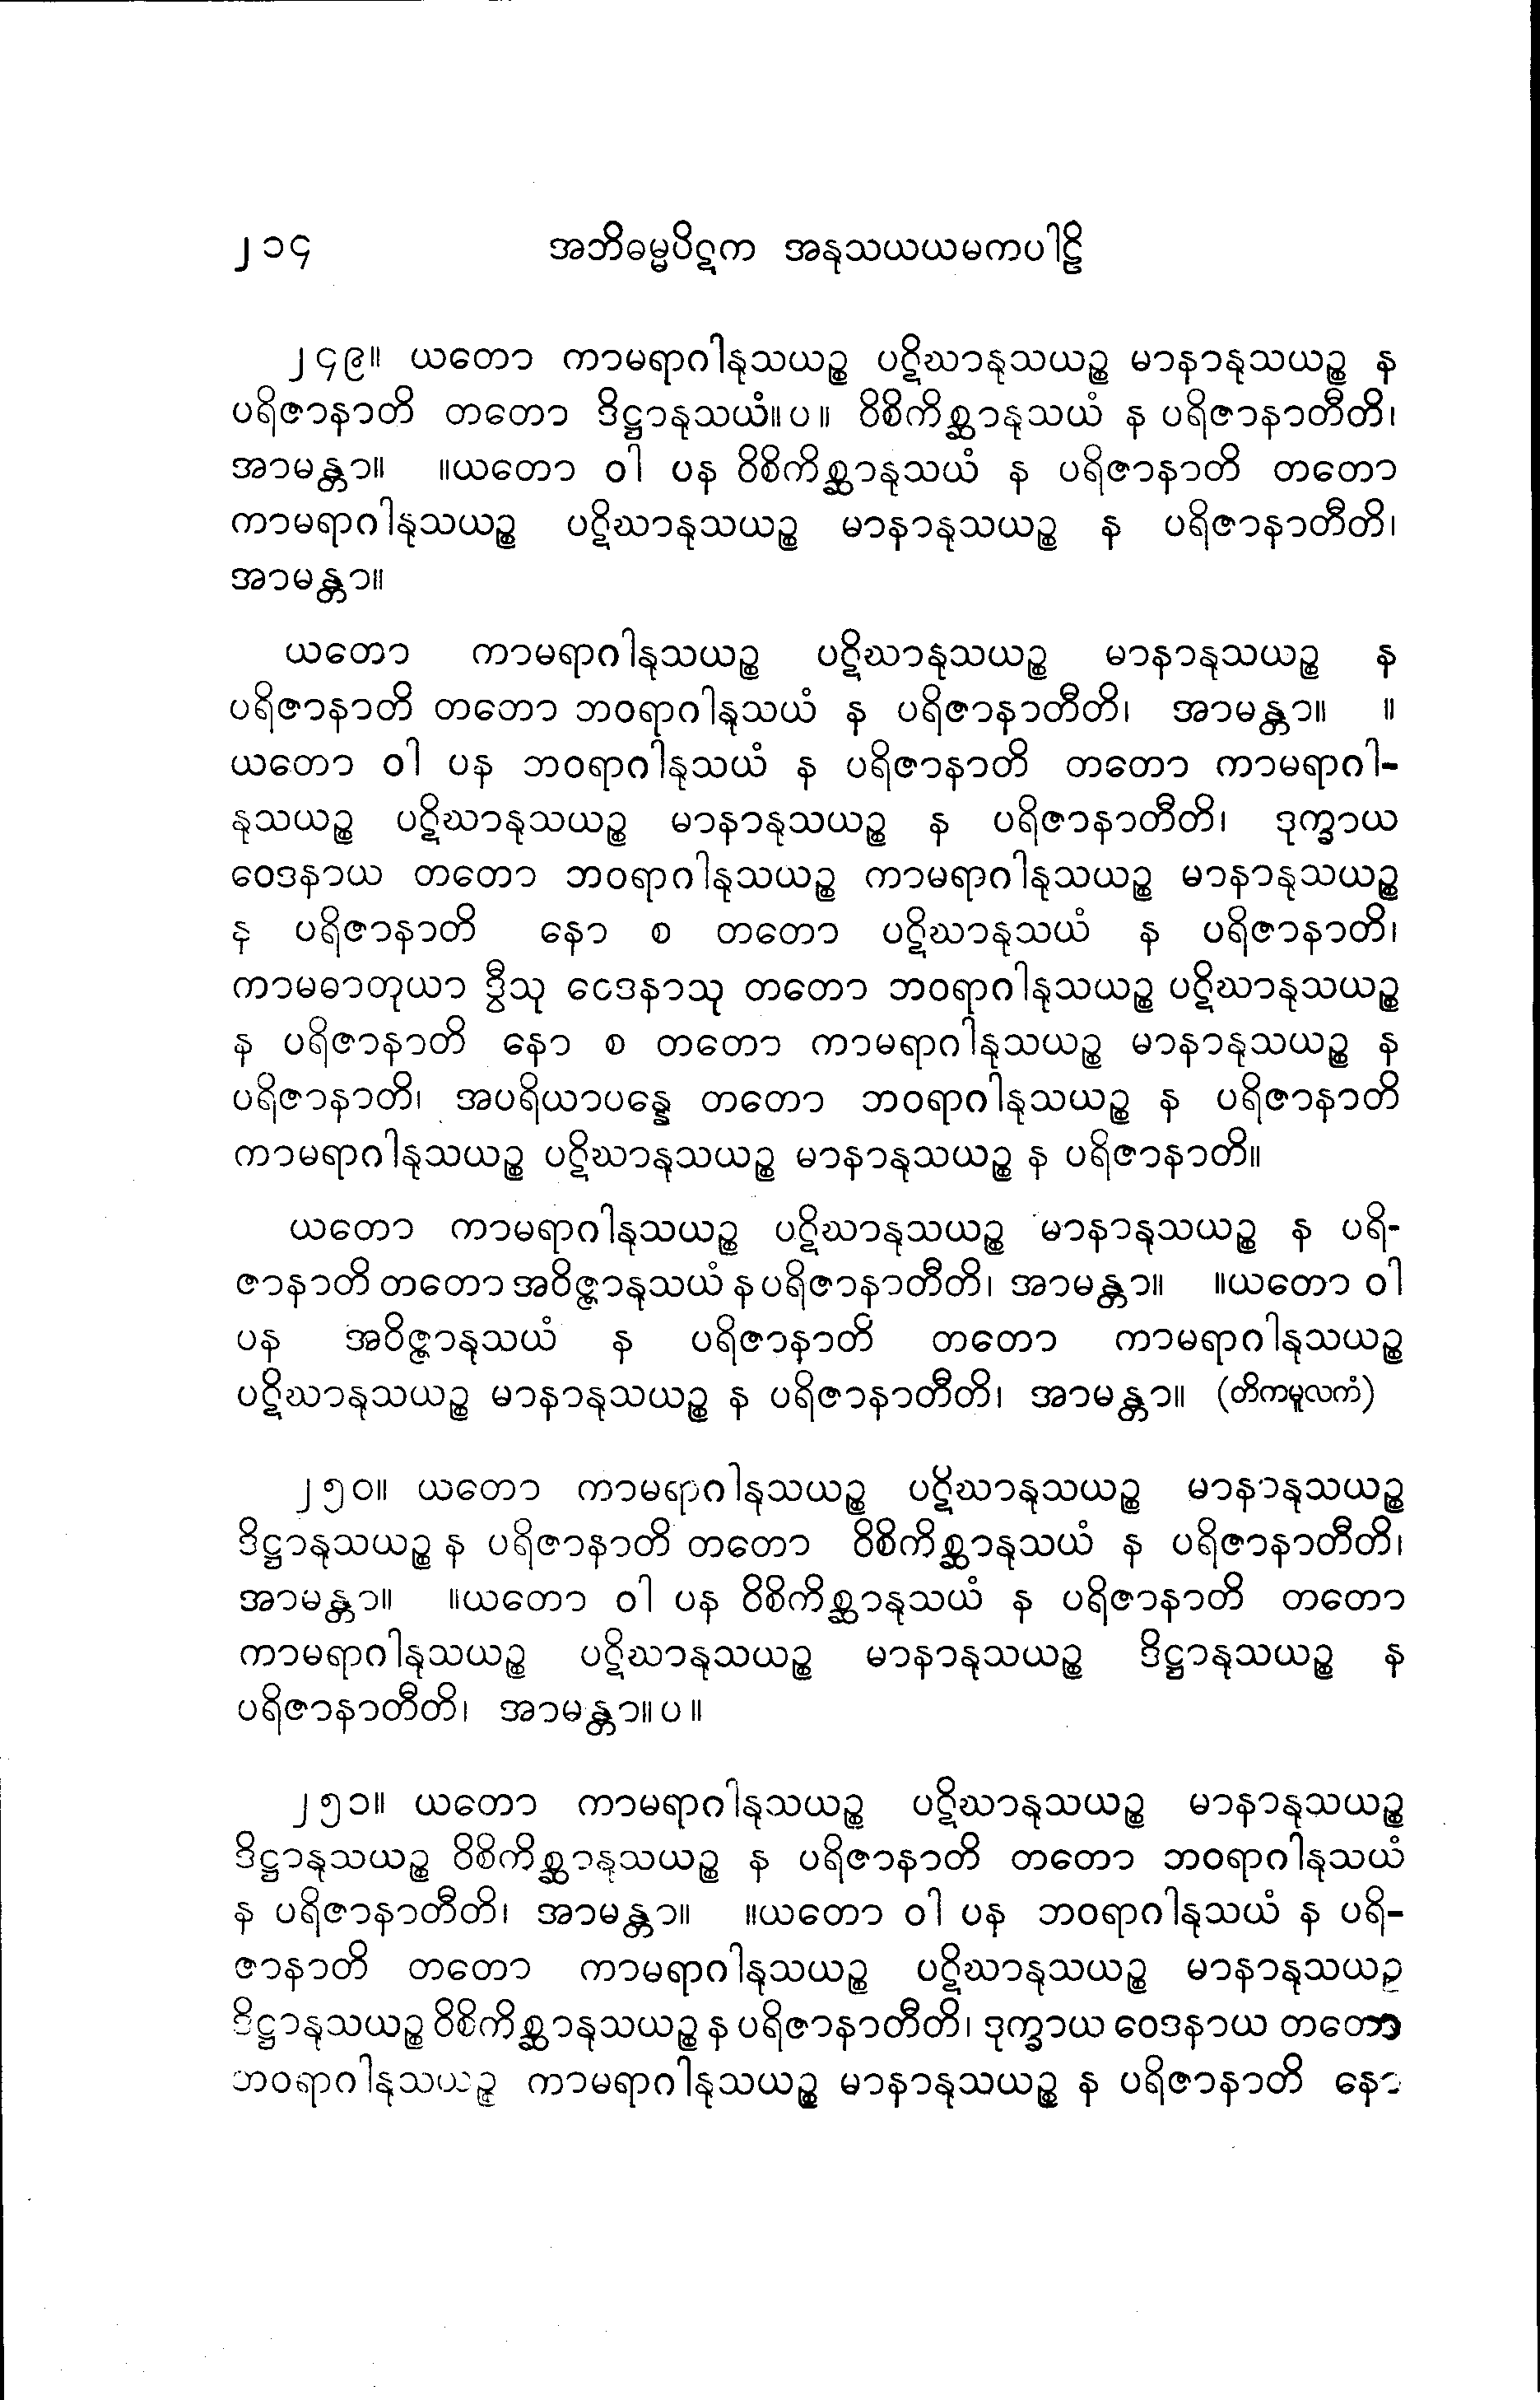 ၂၁၄ အဘိဓမ္မပိဋက အနုသယယမကပါဠိ
၂၄၉။ ယတော ကာမရာဂါနုသယဉ္စ ပဋိဃာနုသယဉ္စ မာနာနုသယဉ္စ န
ပရိဇာနာတိ တတော ဒိဋ္ဌာနုသယံ။ပ။ ဝိစိကိစ္ဆာနုသယံ န ပရိဇာနာတီတိ၊
အာမန္တာ။ ။ယတော ဝါ ပန ဝိစိကိစ္ဆာနုသယံ န ပရိဇာနာတိ တတော
ကာမရာဂါနုသယဉ္စ ပဋိဃာနုသယဉ္စ မာနာနုသယဉ္စ န ပရိဇာနာတီတိ၊
အာမန္တာ။
ယတော ကာမရာဂါနုသယဉ္စ ပဋိဃာနုသယဉ္စ မာနာနုသယဉ္စ န
ပရိဇာနာတိ တဘော ဘဝရာဂါနုသယံ န ပရိဇာနာတီတိ၊ အာမန္တာ။ ။
ယတော ဝါ ပန ဘဝရာဂါနုသယံ န ပရိဇာနာတိ တတော ကာမရာဂါ-
နုသယဉ္စ ပဋိဃာနုသယဉ္စ မာနာနုသယဉ္စ န ပရိဇာနာတီတိ၊ ဒုက္ခာယ
ဝေဒနာယ တတော ဘဝရာဂါနုသယဉ္စ ကာမရာဂါနုသယဉ္စ မာနာနုသယဉ္စ
န ပရိဇာနာတိ နော စ တတော ပဋိဃာနုသယံ န ပရိဇာနာတိ၊
ကာမဓာတုယာ ဒွီသု ဝေဒနာသု တတော ဘဝရာဂါနုသယဉ္စ ပဋိဃာနုသယဉ္စ
န ပရိဇာနာတိ နော စ တတော ကာမရာဂါနုသယဉ္စ မာနာနုသယဉ္စ န
ပရိဇာနာတိ၊ အပရိယာပန္နေ တတော ဘဝရာဂါနုသယဉ္စ န ပရိဇာနာတိ
ကာမရာဂါနုသယဉ္စ ပဋိဃာနုသယဉ္စ မာနာနုသယဉ္စ န ပရိဇာနာတိ။
ယတော ကာမရာဂါနုသယဉ္စ ပဋိဃာနုသယဉ္စ မာနာနုသယဉ္စ န ပရိ-
ဇာနာတိ တတော အဝိဇ္ဇာနုသယံ န ပရိဇာနာတီတိ၊ အာမန္တာ။ ။ယတော ဝါ
ပန အဝိဇ္ဇာနုသယံ န ပရိဇာနာတိ တတော ကာမရာဂါနုသယဉ္စ
ပဋိဃာနုသယဉ္စ မာနာနုသယဉ္စ န ပရိဇာနာတီတိ၊ အာမန္တာ။ (တိကမူလကံ)
၂၅၀။ ယတော ကာမရာဂါနုသယဉ္စ ပဋိဃာနုသယဉ္စ မာနာနုသယဉ္စ
ဒိဋ္ဌာနုသယဉ္စ န ပရိဇာနာတိ တတော ဝိစိကိစ္ဆာနုသယံ န ပရိဇာနာတီတိ၊
အာမန္တာ။ ။ယတော ဝါ ပန ဝိစိကိစ္ဆာနုသယံ န ပရိဇာနာတိ တတော
ကာမရာဂါနုသယဉ္စ ပဋိဃာနုသယဉ္စ မာနာနုသယဉ္စ ဒိဋ္ဌာနုသယဉ္စ န
ပရိဇာနာတီတိ၊ အာမန္တာ။ပ။
၂၅၁။ ယတော ကာမရာဂါနုသယဉ္စ ပဋိဃာနုသယဉ္စ မာနာနုသယဉ္စ
ဒိဋ္ဌာနုသယဉ္စ ဝိစိကိစ္ဆာနုသယဉ္စ န ပရိဇာနာတိ တတော ဘဝရာဂါနုသယံ
န ပရိဇာနာတီတိ၊ အာမန္တာ။ ။ယတော ဝါ ပန ဘဝရာဂါနုသယံ န ပရိ-
ဇာနာတိ တတော ကာမရာဂါနုသယဉ္စ ပဋိဃာနုသယဉ္စ မာနာနုသယဉ္စ
ဒိဋ္ဌာနုသယဉ္စ ဝိစိကိစ္ဆာနုသယဉ္စ န ပရိဇာနာတီတိ၊ ဒုက္ခာယ ဝေဒနာယ တတော
ဘဝရာဂါနုသယဉ္စ ကာမရာဂါနုသယဉ္စ မာနာနုသယဉ္စ န ပရိဇာနာတိ နော